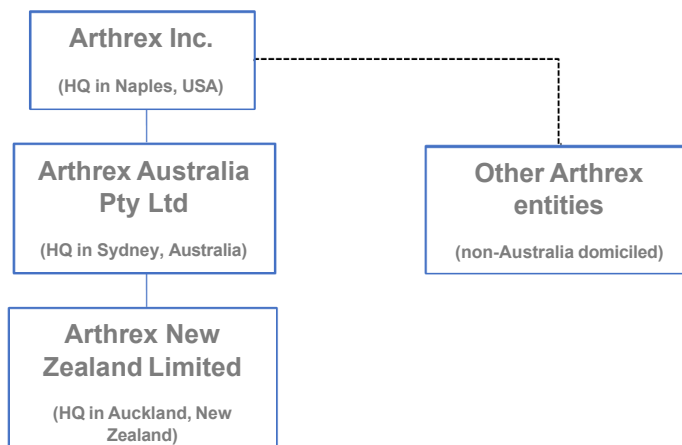 Arthrex Inc.
(HQ in Naples, USA)
Arthrex Australia
Pty Ltd
(HQ in Sydney, Australia)
Other Arthrex
entities
(non-Australia domiciled)
Arthrex New
Zealand Limited
(HQ in Auckland, New
Zealand)